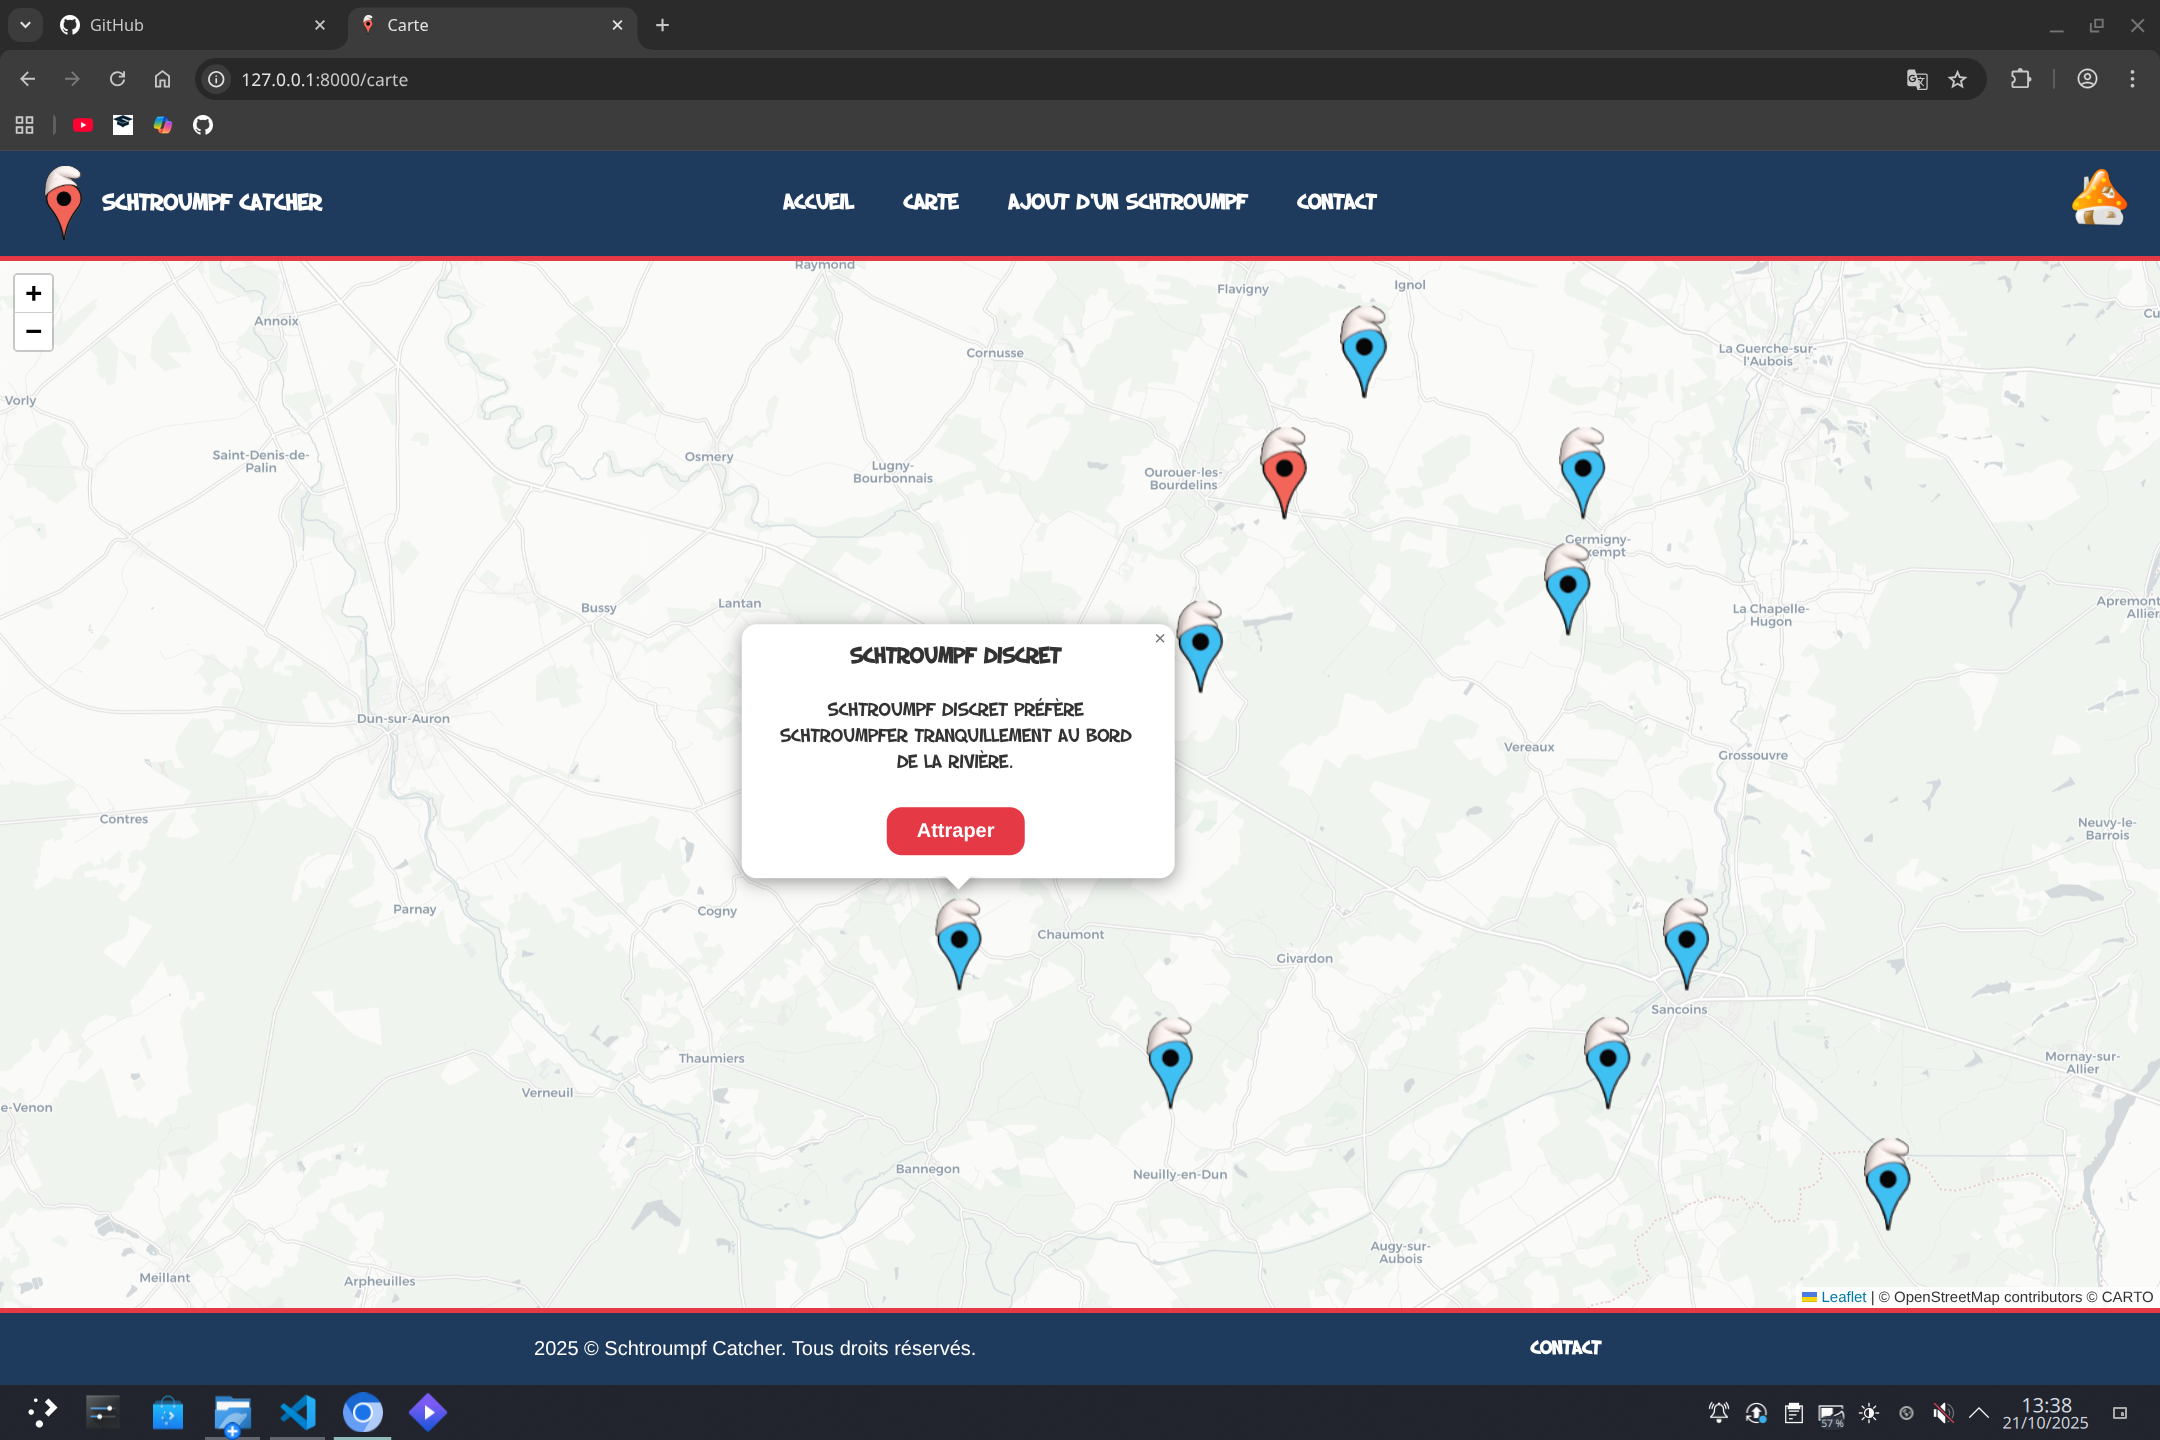 GitHub
Carte
127.0.0.1:8000/carte
SCHTROUMPF CATCHER
ACCUEIL
CARTE
AJOUT D'UN SCHTROUMPF
CONTACT
+
−
Raymond
Flavigny
Ignol
Annoix
Cornusse
La Guerche-sur-
l'Aubois
Cu
Vorly
Saint-Denis-de-
Palin
Osmery
Lugny-
Bourbonnais
Ourouer-les-
Bourdelins
Germigny-
xempt
Bussy
Lantan
La Chapelle-
Hugon
Apremont
Allier
SCHTROUMPF DISCRET
SCHTROUMPF DISCRET PRÉFÈRE
SCHTROUMPFER TRANQUILLEMENT AU BORD
DE LA RIVIÈRE.
Attraper
Dun-sur-Auron
Vereaux
Grossouvre
Contres
Neuvy-le-
Barrois
Parnay
Cogny
Chaumont
Givardon
Sancoins
Thaumiers
Verneuil
Mornay-sur-
Allier
e-Venon
Bannegon
Neuilly-en-Dun
Augy-sur-
Aubois
Meillant
Arpheuilles
Leaflet | © OpenStreetMap contributors © CARTO
2025 © Schtroumpf Catcher. Tous droits réservés.
CONTACT
57 %
13:38
21/10/2025